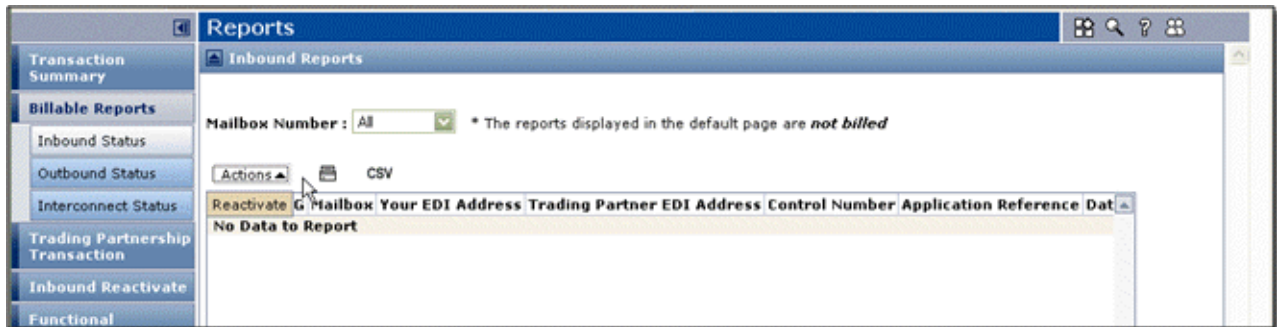 Reports
Transaction
Summary
Inbound Reports
Billable Reports
Mailbox Number : All * The reports displayed in the default page are not billed
Inbound Status
Outbound Status
Actions CSV
Interconnect Status
Reactivate G Mailbox Your EDI Address Trading Partner EDI Address Control Number Application Reference Dat
No Data to Report
Trading Partnership
Transaction
Inbound Reactivate
Functional